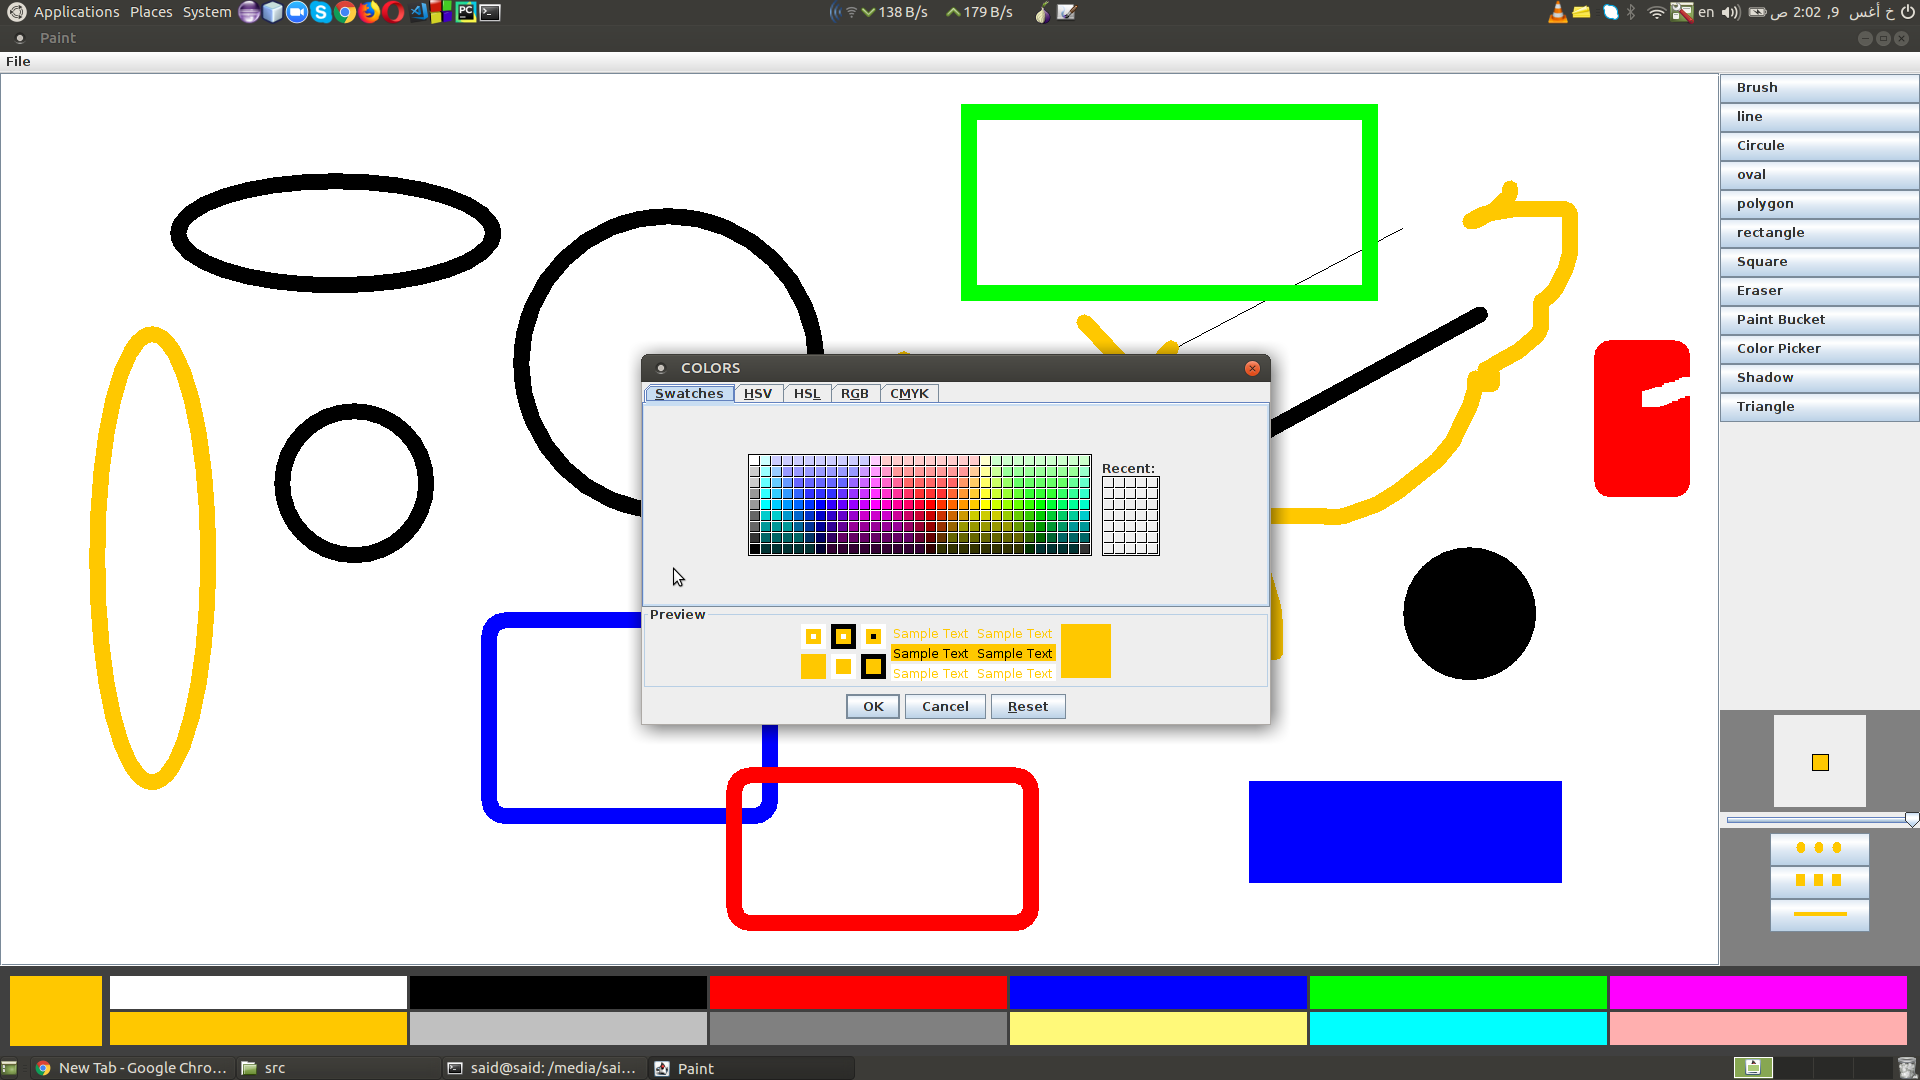 Applications Places System
138 B/s 179 B/s
en خ أغس 9, 2:02 ص
Paint
File
Brush
line
Circule
oval
polygon
rectangle
Square
Eraser
Paint Bucket
Color Picker
Shadow
Triangle
COLORS
Swatches HSV HSL RGB CMYK
Recent:
Preview
Sample Text Sample Text
Sample Text Sample Text
Sample Text Sample Text
OK Cancel Reset
New Tab - Google Chro... src said@said: /media/sai... Paint